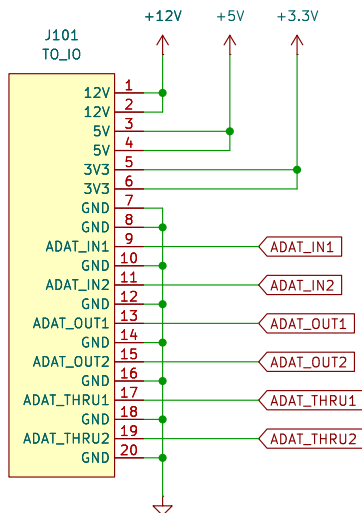 +12V +5V +3.3V
J101
TO_IO
12V 1
12V 2
5V 3
5V 4
3V3 5
3V3 6
GND 7
GND 8
ADAT_IN1 9 ADAT_IN1
GND 10
ADAT_IN2 11 ADAT_IN2
GND 12
ADAT_OUT1 13 ADAT_OUT1
GND 14
ADAT_OUT2 15 ADAT_OUT2
GND 16
ADAT_THRU1 17 ADAT_THRU1
GND 18
ADAT_THRU2 19 ADAT_THRU2
GND 20